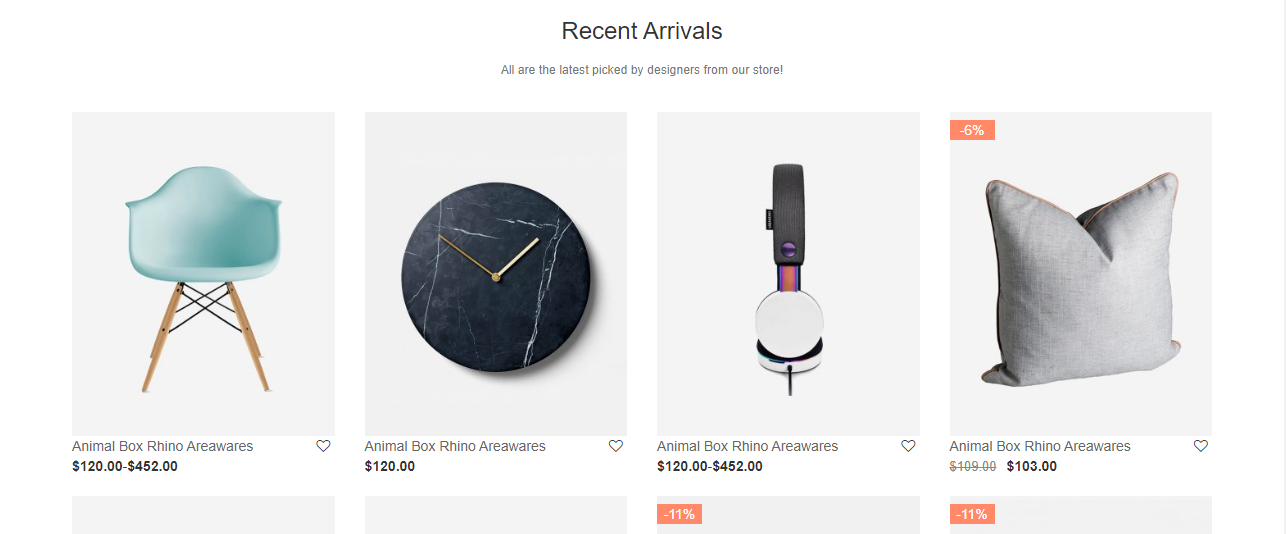 Recent Arrivals
All are the latest picked by designers from our store!
-6%
Animal Box Rhino Areawares
$120.00-$452.00
Animal Box Rhino Areawares
$120.00
Animal Box Rhino Areawares
$120.00-$452.00
Animal Box Rhino Areawares
$109.00 $103.00
-11%
-11%